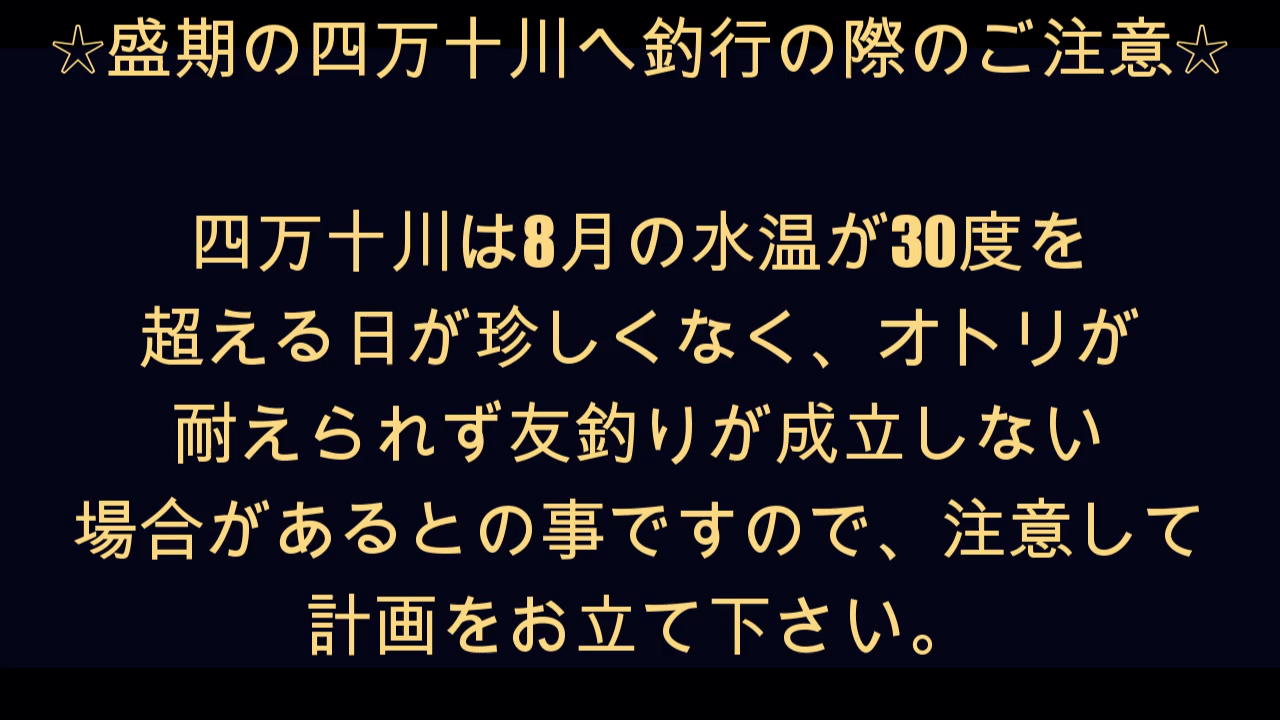 ☆盛期の四万十川へ釣行の際のご注意☆
四万十川は8月の水温が30度を
超える日が珍しくなく、オトリが
耐えられず友釣りが成立しない
場合があるとの事ですので、注意して
計画をお立て下さい。